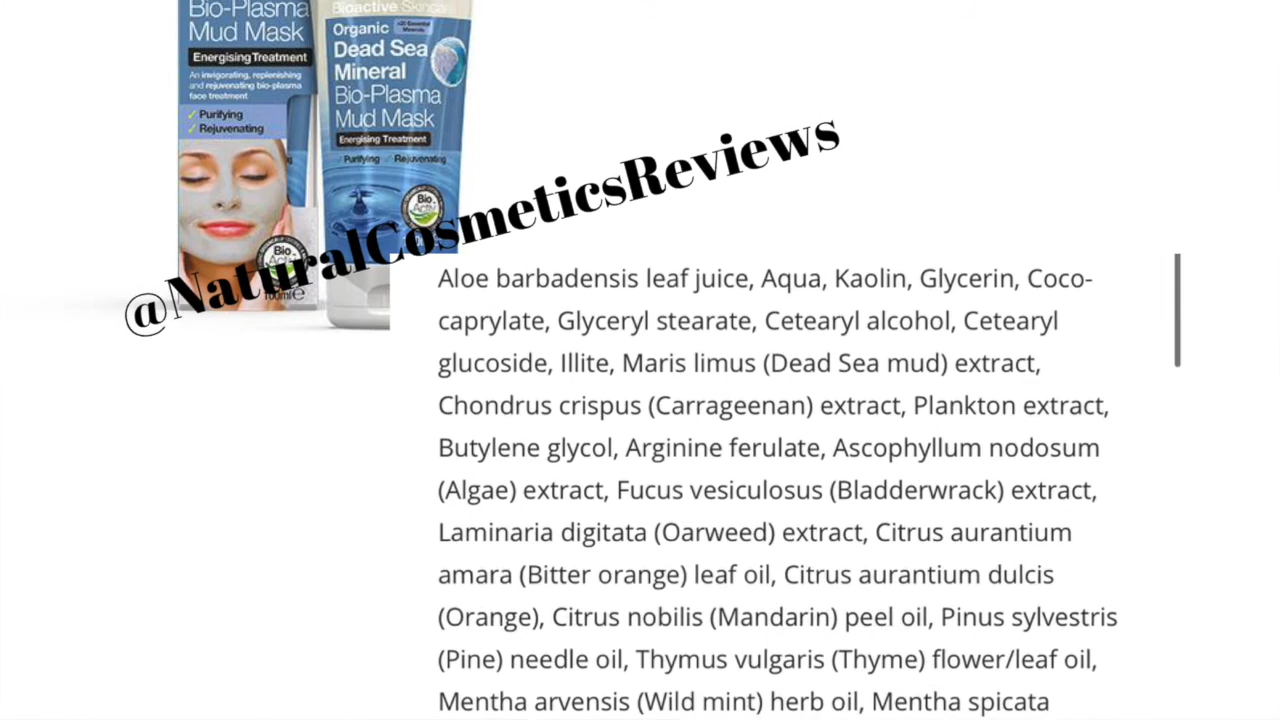 Bio-Plasma
Mud Mask
Energising Treatment
An invigorating, replenishing
and rejuvenating bio-plasma
face treatment
✓ Purifying
✓ Rejuvenating
Bio
Activ
100ml e
Bioactive Skincare
Organic
Dead Sea
Mineral
Bio-Plasma
Mud Mask
Energising Treatment
Purifying Rejuvenating
Bio
Activ
@NaturalCosmeticsReviews
Aloe barbadensis leaf juice, Aqua, Kaolin, Glycerin, Coco-
caprylate, Glyceryl stearate, Cetearyl alcohol, Cetearyl
glucoside, Illite, Maris limus (Dead Sea mud) extract,
Chondrus crispus (Carrageenan) extract, Plankton extract,
Butylene glycol, Arginine ferulate, Ascophyllum nodosum
(Algae) extract, Fucus vesiculosus (Bladderwrack) extract,
Laminaria digitata (Oarweed) extract, Citrus aurantium
amara (Bitter orange) leaf oil, Citrus aurantium dulcis
(Orange), Citrus nobilis (Mandarin) peel oil, Pinus sylvestris
(Pine) needle oil, Thymus vulgaris (Thyme) flower/leaf oil,
Mentha arvensis (Wild mint) herb oil, Mentha spicata